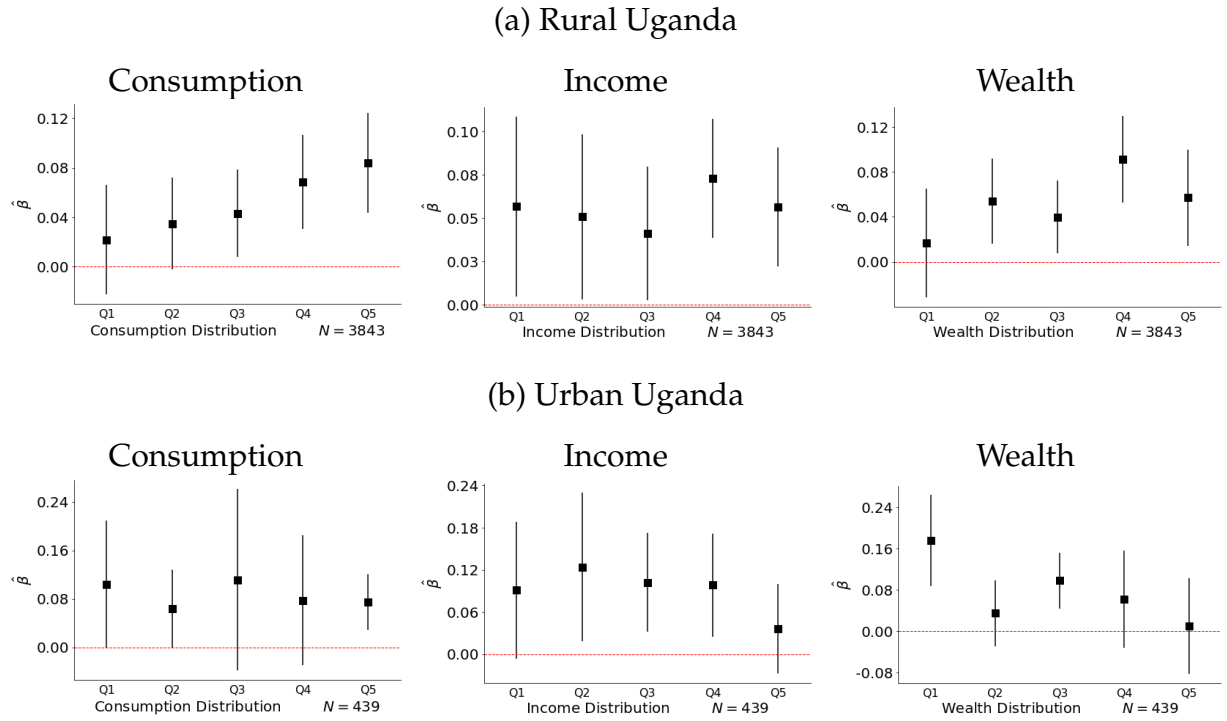 (a) Rural Uganda
Consumption
0.12
0.08
0.04
0.00
β̂
Q1 Q2 Q3 Q4 Q5
Consumption Distribution N = 3843
Income
0.10
0.08
0.05
0.03
0.00
β̂
Q1 Q2 Q3 Q4 Q5
Income Distribution N = 3843
Wealth
0.12
0.08
0.04
0.00
β̂
Q1 Q2 Q3 Q4 Q5
Wealth Distribution N = 3843
(b) Urban Uganda
Consumption
0.24
0.16
0.08
0.00
β̂
Q1 Q2 Q3 Q4 Q5
Consumption Distribution N = 439
Income
0.24
0.18
0.12
0.06
0.00
β̂
Q1 Q2 Q3 Q4 Q5
Income Distribution N = 439
Wealth
0.24
0.16
0.08
0.00
-0.08
β̂
Q1 Q2 Q3 Q4 Q5
Wealth Distribution N = 439